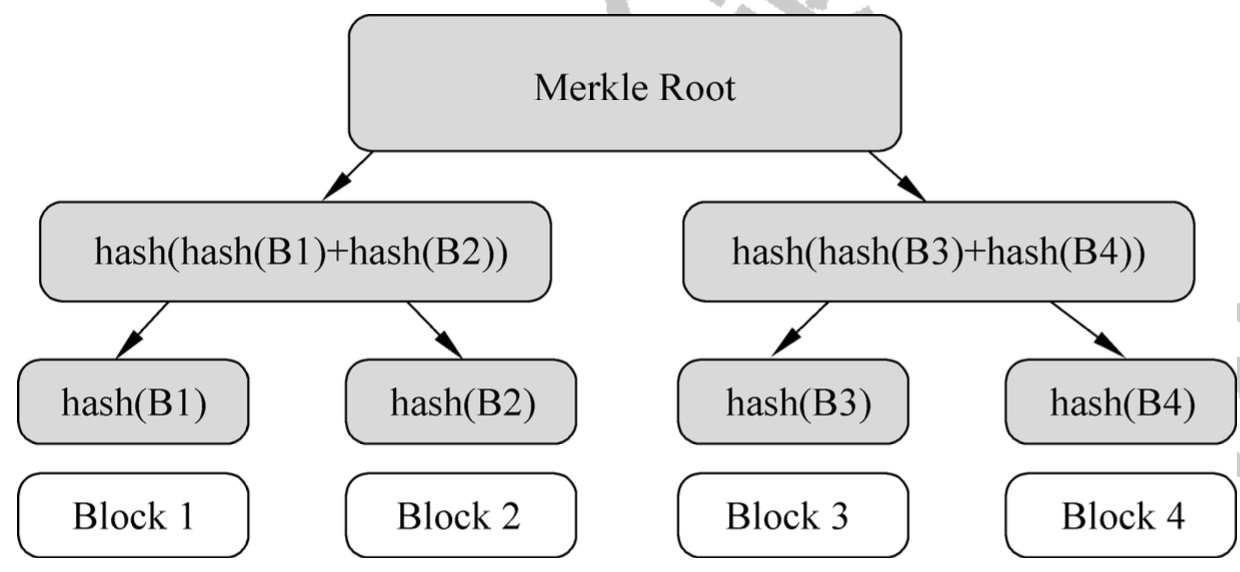 Merkle Root
hash(hash(B1)+hash(B2)) hash(hash(B3)+hash(B4))
hash(B1) hash(B2) hash(B3) hash(B4)
Block 1 Block 2 Block 3 Block 4